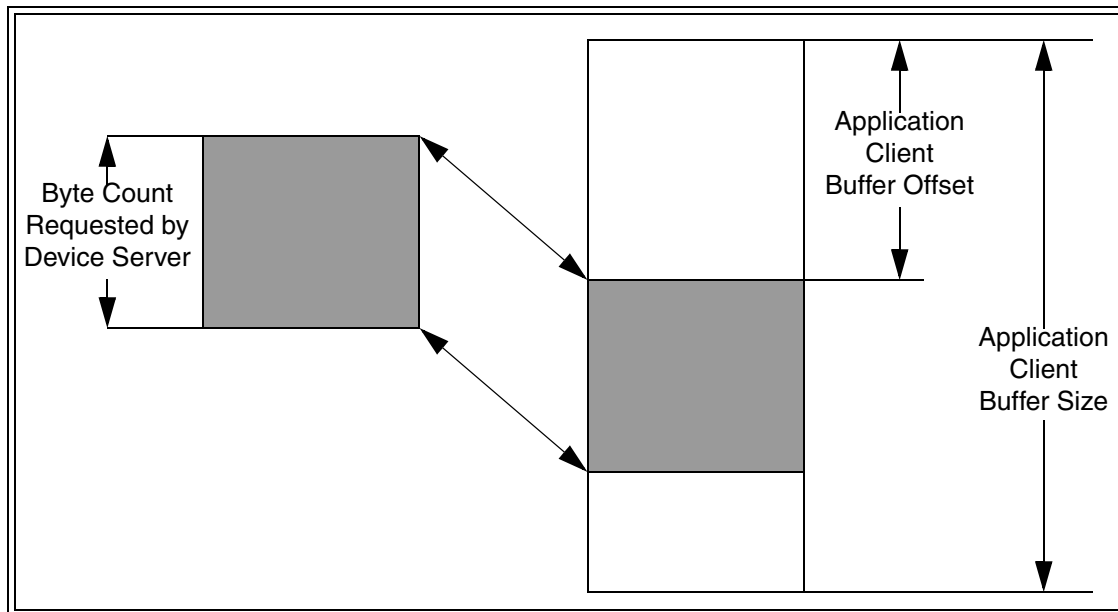 Byte Count
Requested by
Device Server
Application
Client
Buffer Offset
Application
Client
Buffer Size